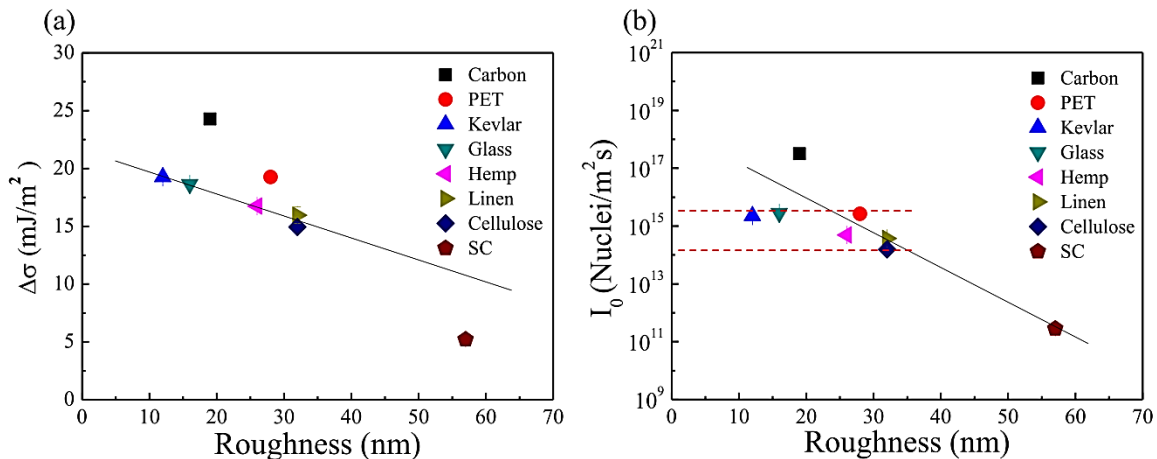 (a)
30
25
20
15
10
5
0
Δσ (mJ/m²)
0 10 20 30 40 50 60 70
Roughness (nm)
Carbon
PET
Kevlar
Glass
Hemp
Linen
Cellulose
SC
(b)
10²¹
10¹⁹
10¹⁷
10¹⁵
10¹³
10¹¹
10⁹
I₀ (Nuclei/m²s)
0 10 20 30 40 50 60 70
Roughness (nm)
Carbon
PET
Kevlar
Glass
Hemp
Linen
Cellulose
SC